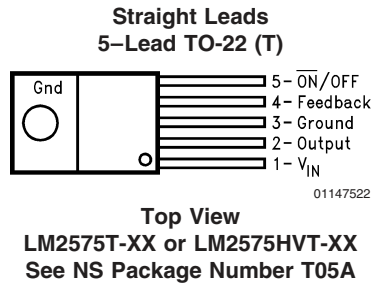 Straight Leads
5–Lead TO-22 (T)
Gnd
5- O̅N̅/OFF
4- Feedback
3- Ground
2- Output
1- VIN
01147522
Top View
LM2575T-XX or LM2575HVT-XX
See NS Package Number T05A